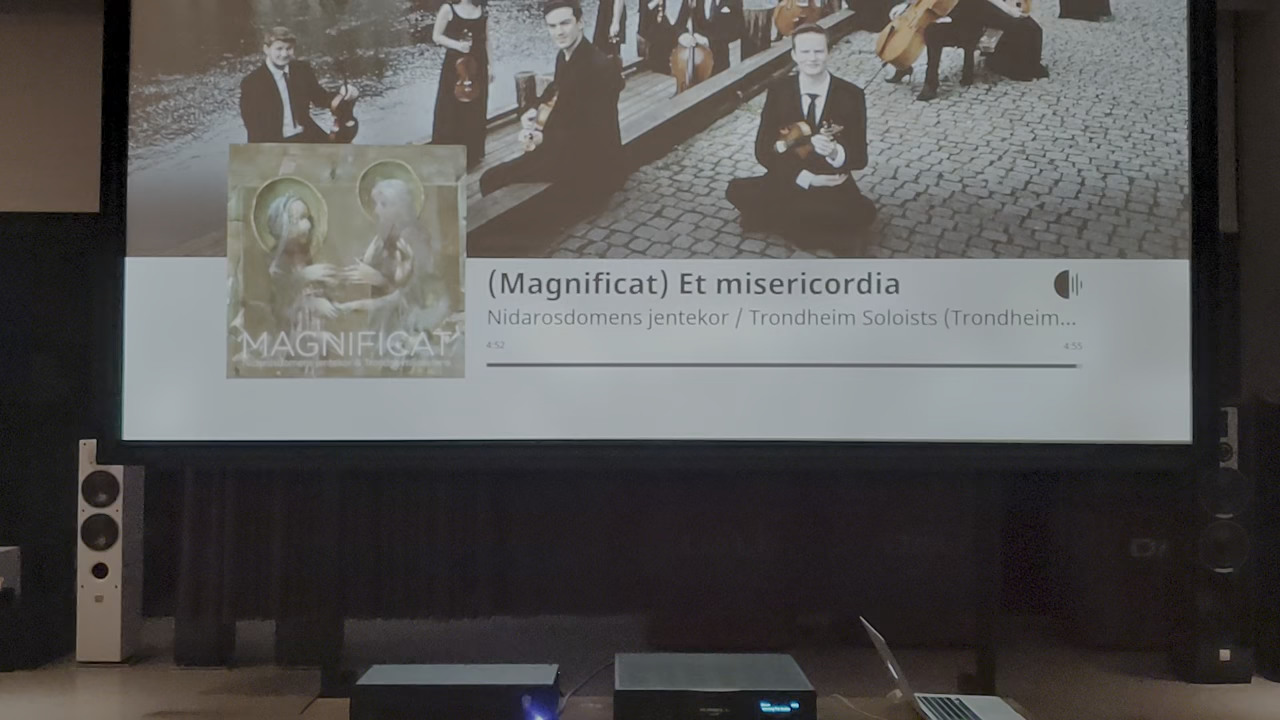 (Magnificat) Et misericordia
Nidarosdomens jentekor / Trondheim Soloists (Trondheim...
4:52
4:55
MAGNIFICAT